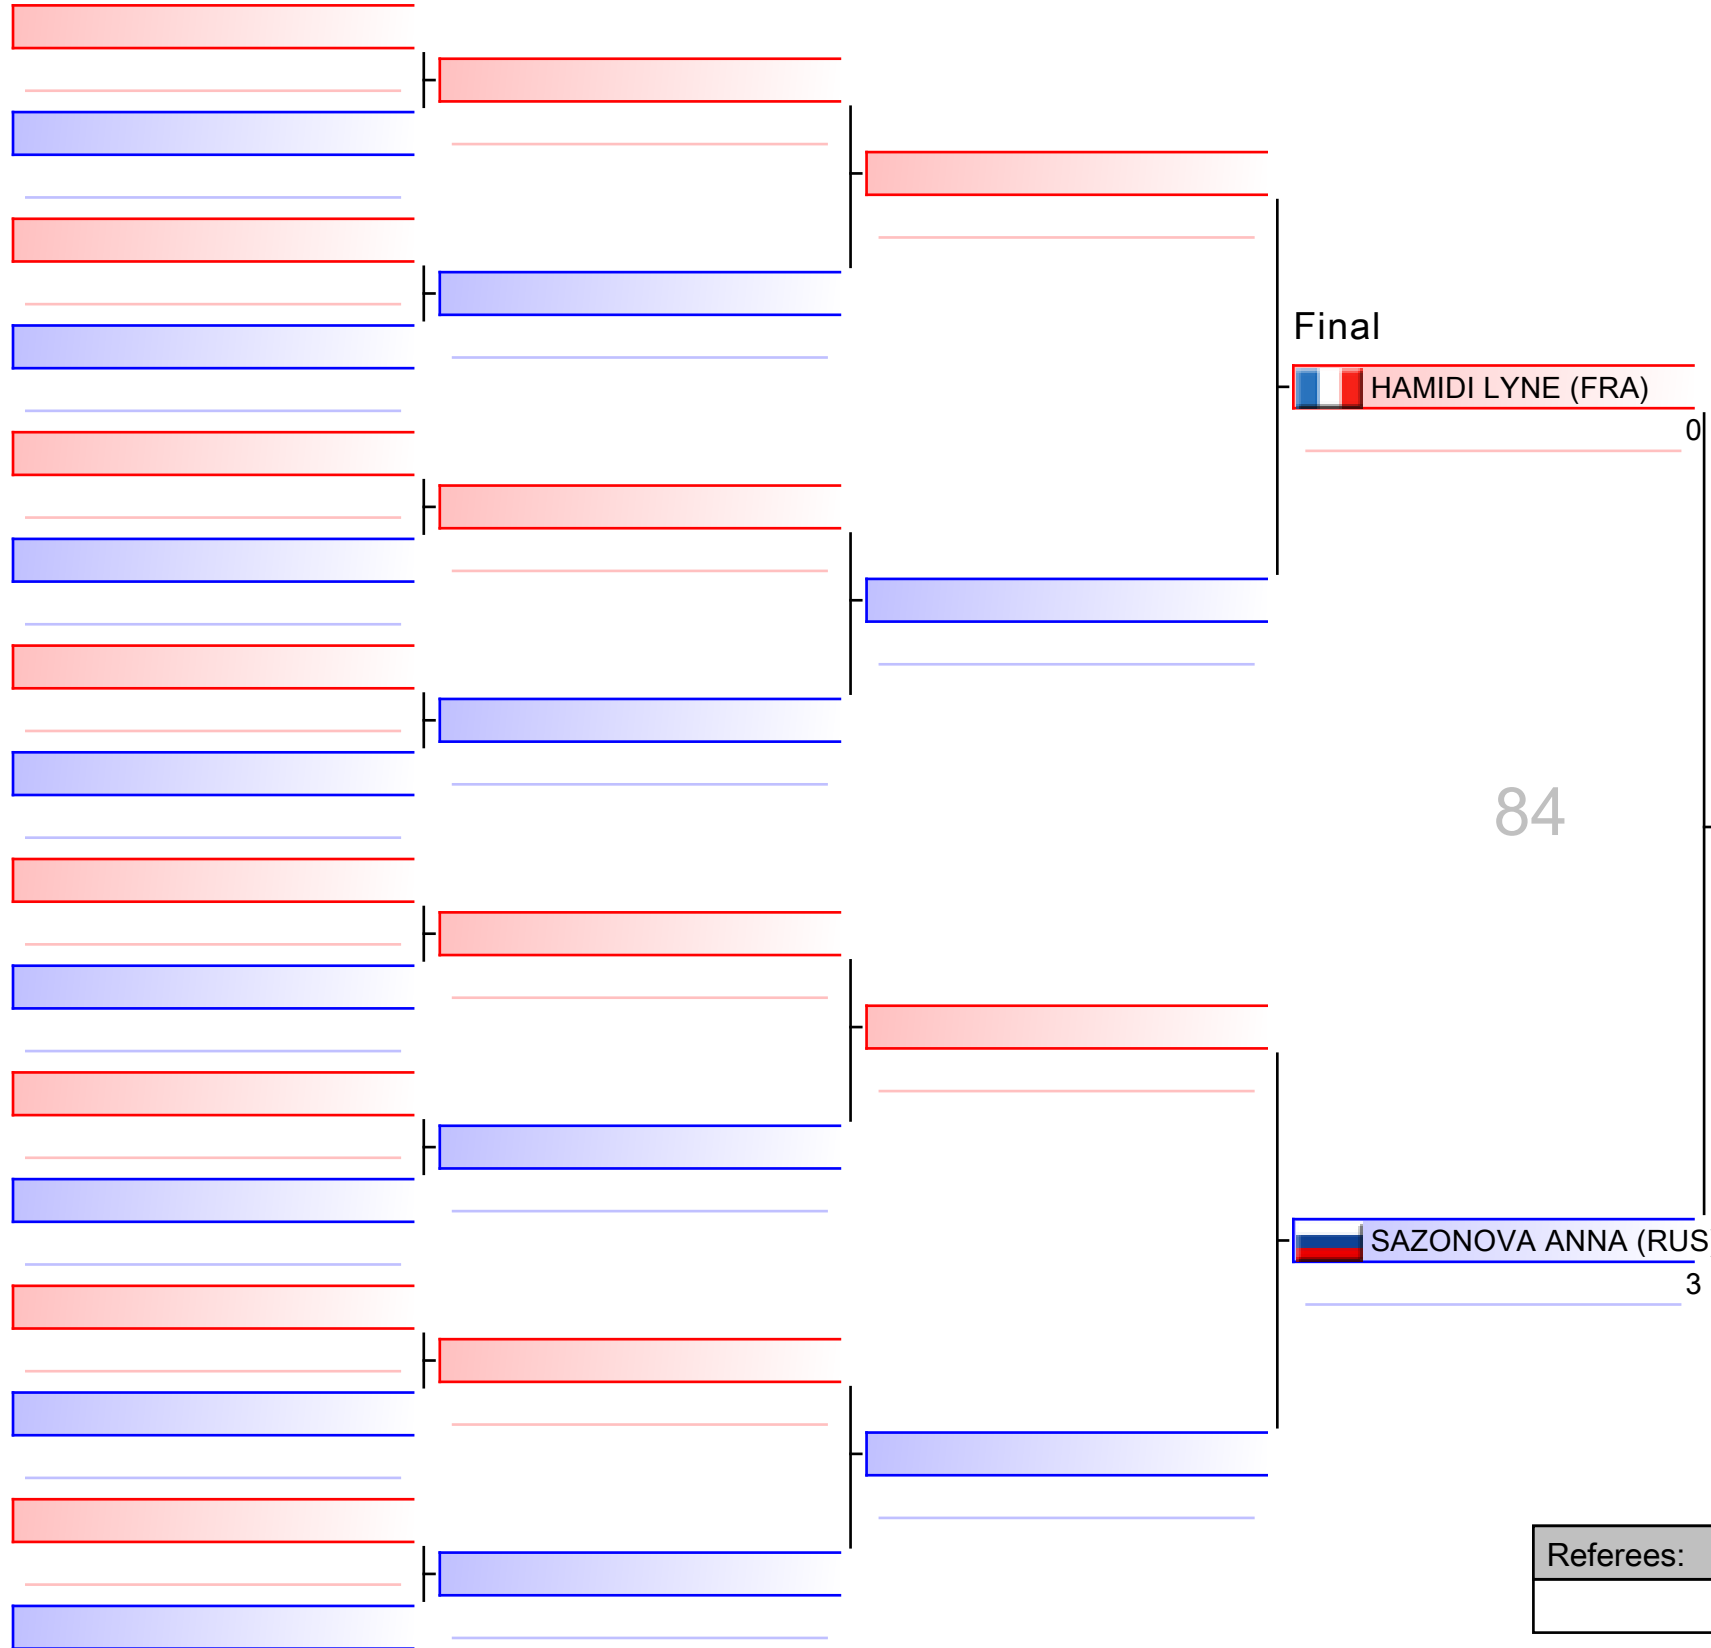 Final
HAMIDI LYNE (FRA)
0
84
SAZONOVA ANNA (RUS
3
Referees: